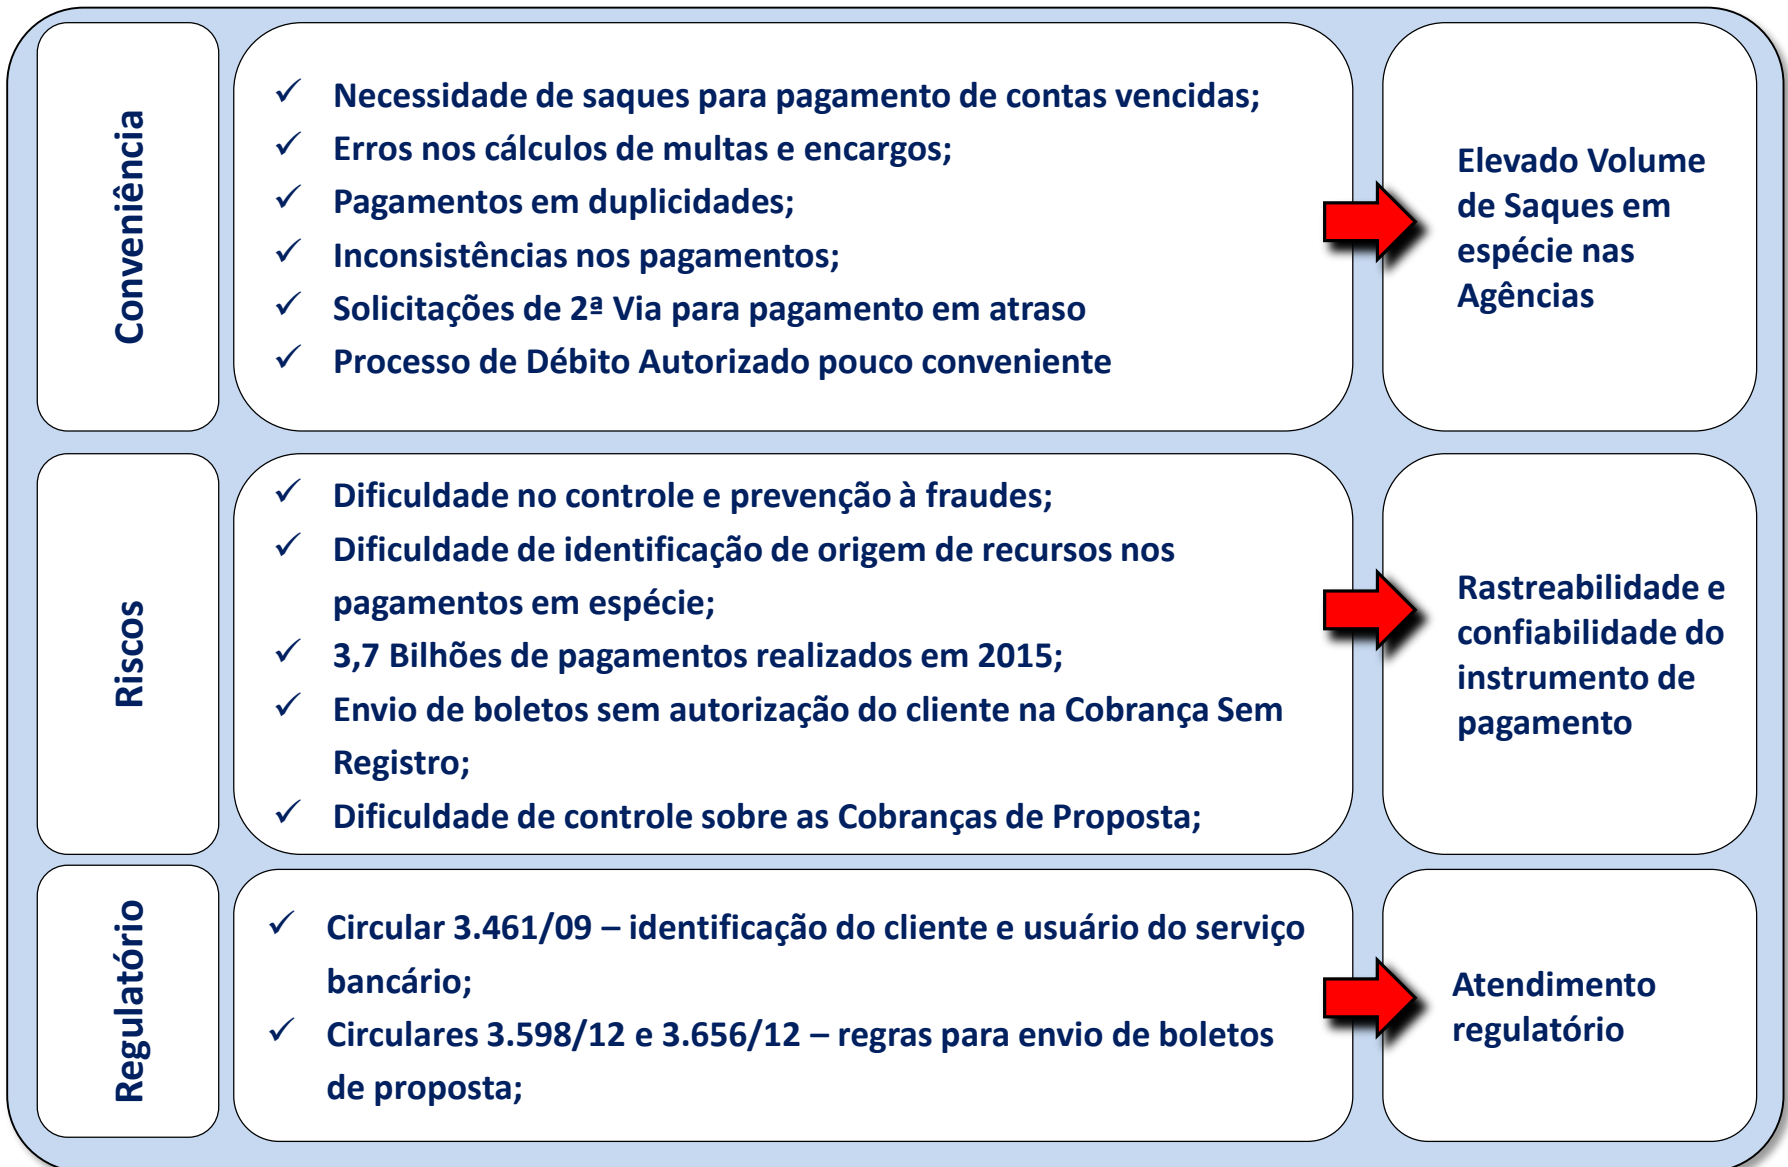 Conveniência
✓ Necessidade de saques para pagamento de contas vencidas;
✓ Erros nos cálculos de multas e encargos;
✓ Pagamentos em duplicidades;
✓ Inconsistências nos pagamentos;
✓ Solicitações de 2ª Via para pagamento em atraso
✓ Processo de Débito Autorizado pouco conveniente
Elevado Volume
de Saques em
espécie nas
Agências
Riscos
✓ Dificuldade no controle e prevenção à fraudes;
✓ Dificuldade de identificação de origem de recursos nos
pagamentos em espécie;
✓ 3,7 Bilhões de pagamentos realizados em 2015;
✓ Envio de boletos sem autorização do cliente na Cobrança Sem
Registro;
✓ Dificuldade de controle sobre as Cobranças de Proposta;
Rastreabilidade e
confiabilidade do
instrumento de
pagamento
Regulatório
✓ Circular 3.461/09 – identificação do cliente e usuário do serviço
bancário;
✓ Circulares 3.598/12 e 3.656/12 – regras para envio de boletos
de proposta;
Atendimento
regulatório